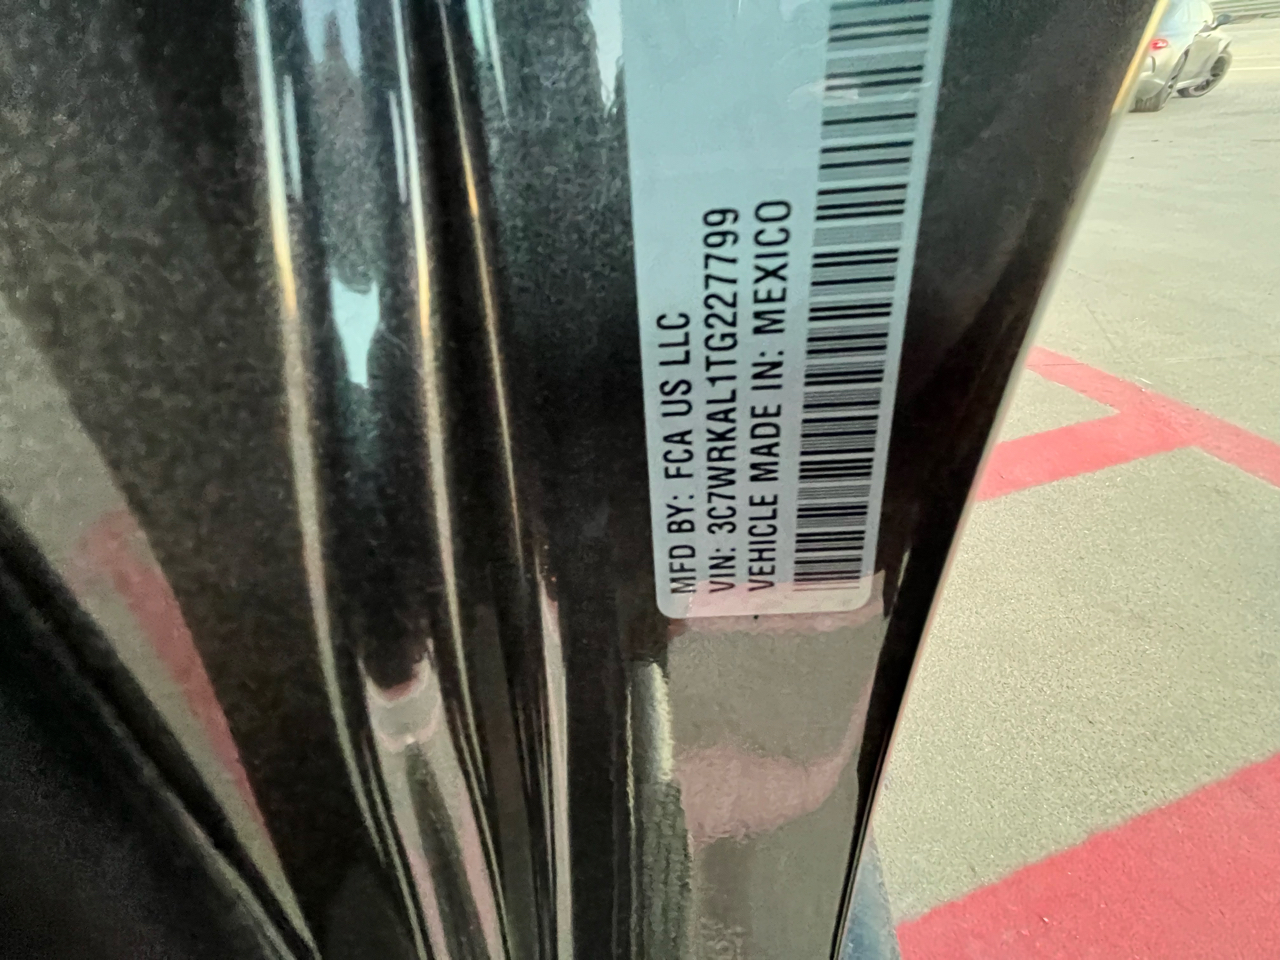 MFD BY: FCA US LLC
VIN: 3C7WRKAL1TG227799
VEHICLE MADE IN: MEXICO